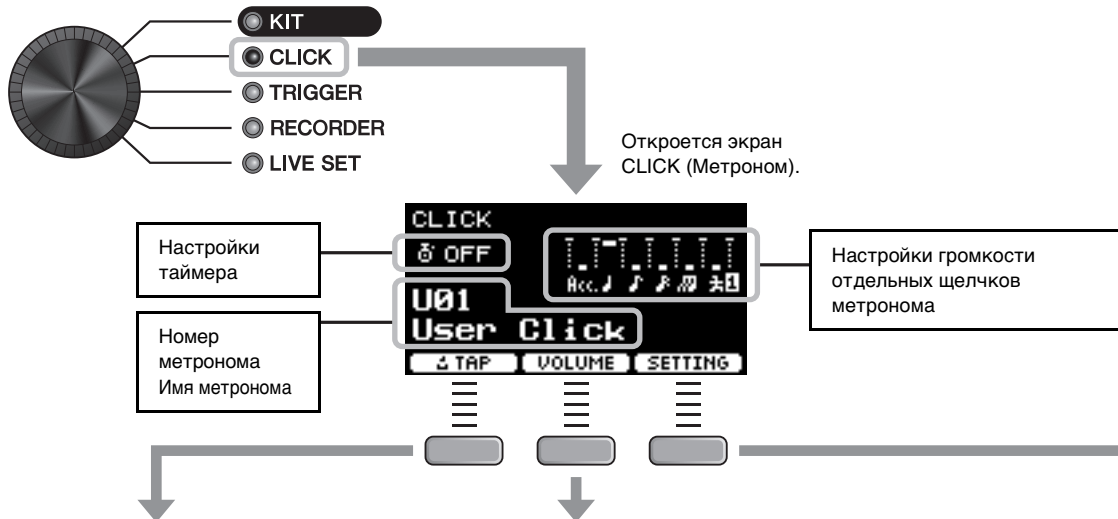 KIT
CLICK
TRIGGER
RECORDER
LIVE SET
Откроется экран
CLICK (Метроном).
Настройки
таймера
Номер
метронома
Имя метронома
CLICK
OFF
Acc.
1
U01
User Click
TAP
VOLUME
SETTING
Настройки громкости
отдельных щелчков
метронома